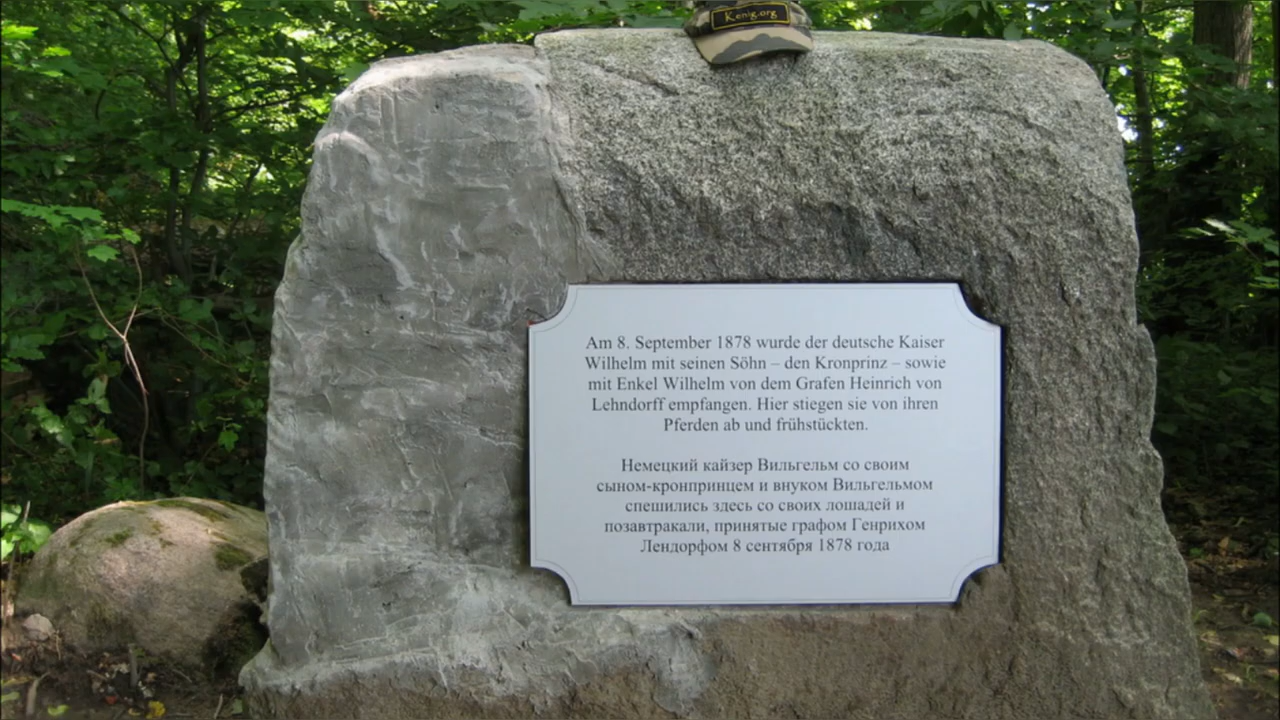 Kenig.org
Am 8. September 1878 wurde der deutsche Kaiser
Wilhelm mit seinen Söhn – den Kronprinz – sowie
mit Enkel Wilhelm von dem Grafen Heinrich von
Lehndorff empfangen. Hier stiegen sie von ihren
Pferden ab und frühstückten.
Немецкий кайзер Вильгельм со своим
сыном-кронпринцем и внуком Вильгельмом
спешились здесь со своих лошадей и
позавтракали, принятые графом Генрихом
Лендорфом 8 сентября 1878 года